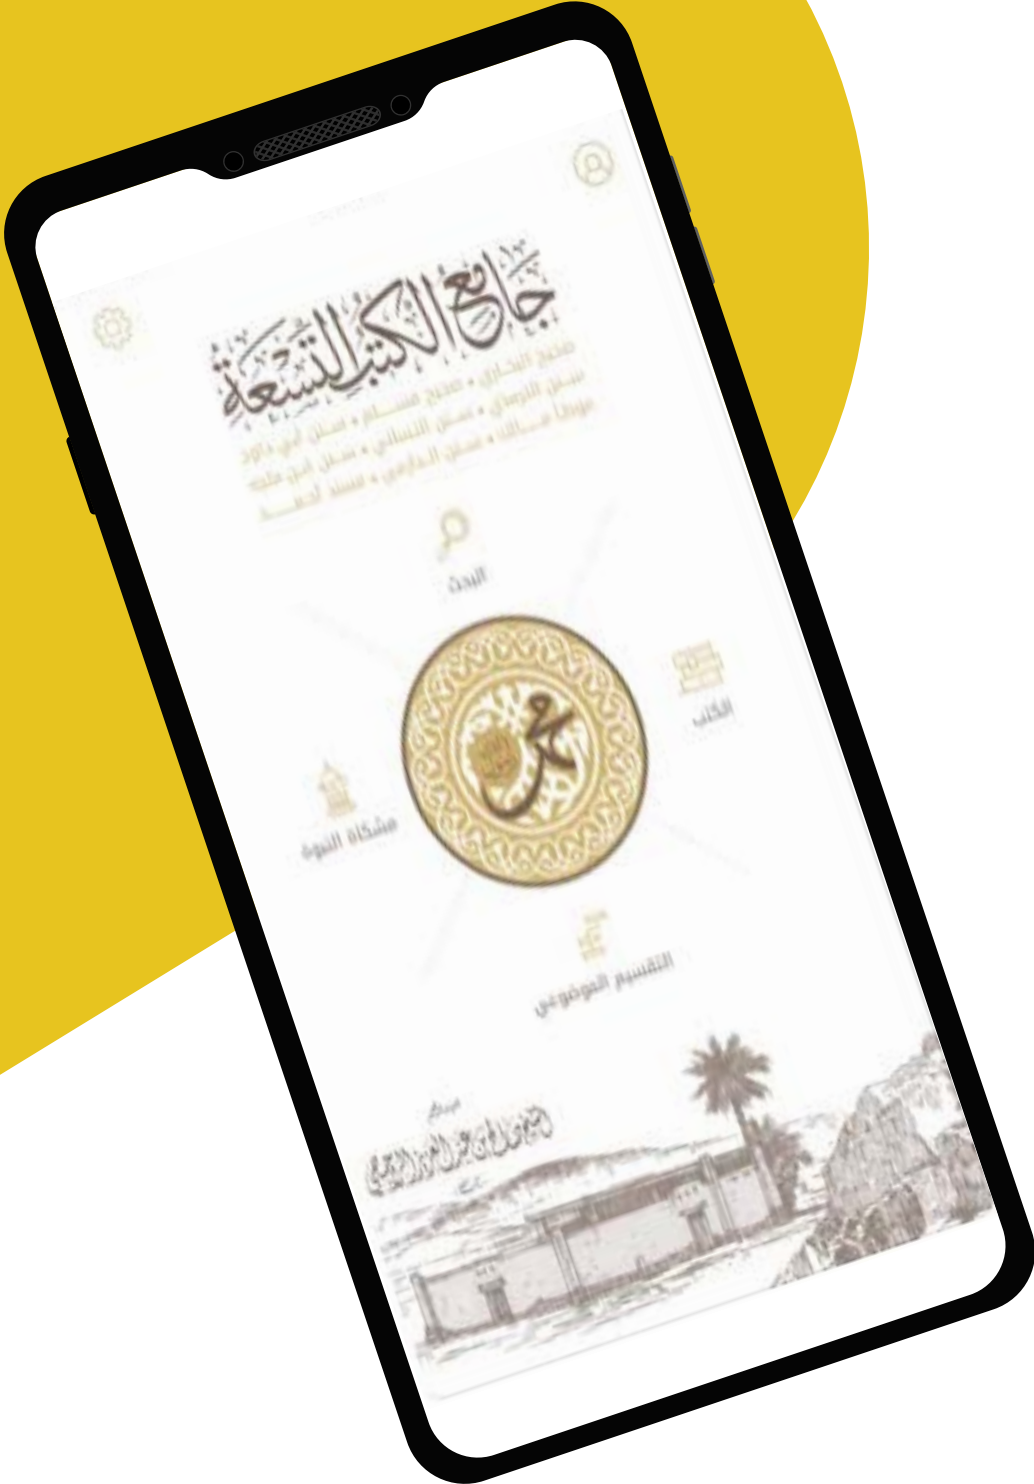 جامع الكتب التسعة
صحيح البخاري • صحيح مسلم • سنن أبي داود
سنن الترمذي • سنن النسائي • سنن ابن ماجه
موطأ مالك • سنن الدارمي • مسند أحمد
البحث
الكتب
محمد
مشكاة النبوة
التقسيم الموضوعي